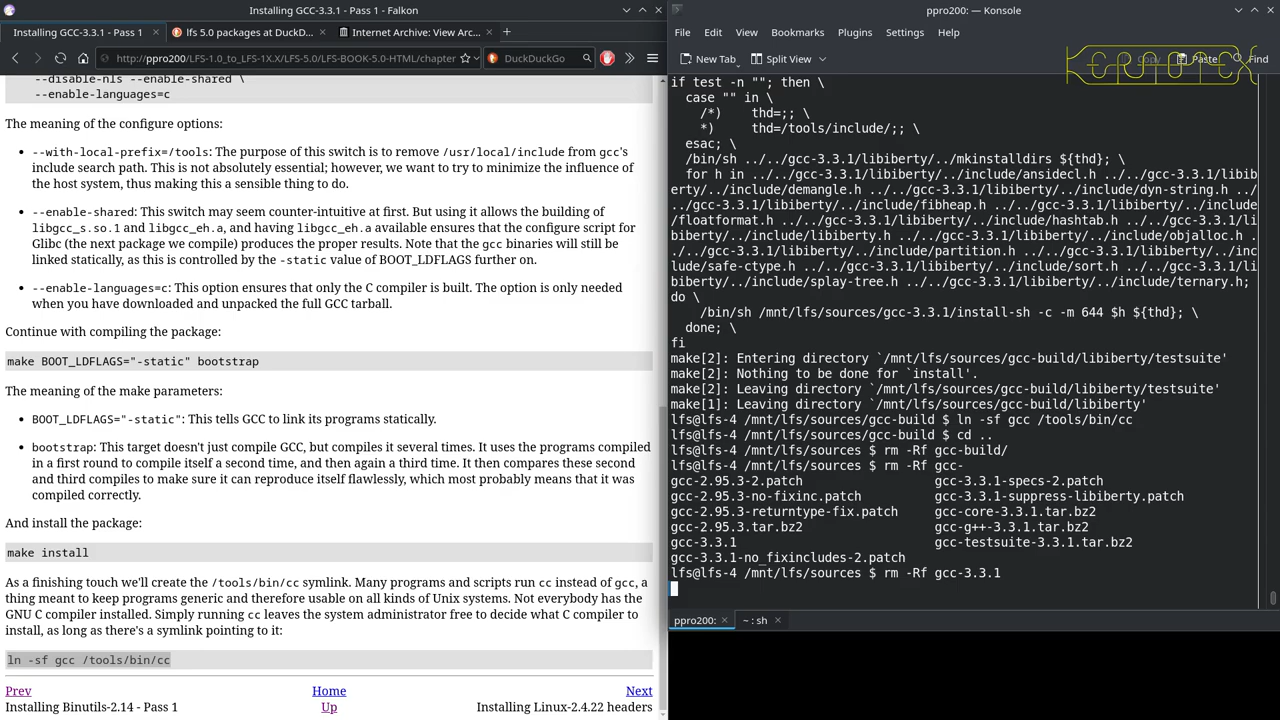 Installing GCC-3.3.1 - Pass 1 - Falkon
Installing GCC-3.3.1 - Pass 1
lfs 5.0 packages at DuckD...
Internet Archive: View Arc...
http://ppro200/LFS-1.0_to_LFS-1X.X/LFS-5.0/LFS-BOOK-5.0-HTML/chapter
DuckDuckGo
--disable-nls --enable-shared \
--enable-languages=c
The meaning of the configure options:
--with-local-prefix=/tools: The purpose of this switch is to remove /usr/local/include from gcc's
include search path. This is not absolutely essential; however, we want to try to minimize the influence of
the host system, thus making this a sensible thing to do.
--enable-shared: This switch may seem counter-intuitive at first. But using it allows the building of
libgcc_s.so.1 and libgcc_eh.a, and having libgcc_eh.a available ensures that the configure script for
Glibc (the next package we compile) produces the proper results. Note that the gcc binaries will still be
linked statically, as this is controlled by the -static value of BOOT_LDFLAGS further on.
--enable-languages=c: This option ensures that only the C compiler is built. The option is only needed
when you have downloaded and unpacked the full GCC tarball.
Continue with compiling the package:
make BOOT_LDFLAGS="-static" bootstrap
The meaning of the make parameters:
BOOT_LDFLAGS="-static": This tells GCC to link its programs statically.
bootstrap: This target doesn't just compile GCC, but compiles it several times. It uses the programs compiled
in a first round to compile itself a second time, and then again a third time. It then compares these second
and third compiles to make sure it can reproduce itself flawlessly, which most probably means that it was
compiled correctly.
And install the package:
make install
As a finishing touch we'll create the /tools/bin/cc symlink. Many programs and scripts run cc instead of gcc, a
thing meant to keep programs generic and therefore usable on all kinds of Unix systems. Not everybody has the
GNU C compiler installed. Simply running cc leaves the system administrator free to decide what C compiler to
install, as long as there's a symlink pointing to it:
ln -sf gcc /tools/bin/cc
Prev Home Next
Installing Binutils-2.14 - Pass 1 Up Installing Linux-2.4.22 headers
ppro200: — Konsole
File Edit View Bookmarks Plugins Settings Help
New Tab Split View Copy Paste Find
if test -n ""; then \
case "" in \
/*) thd=;; \
*) thd=/tools/include/;; \
esac; \
/bin/sh ../../gcc-3.3.1/libiberty/../mkinstalldirs ${thd}; \
for h in ../../gcc-3.3.1/libiberty/../include/ansidecl.h ../../gcc-3.3.1/libib
erty/../include/demangle.h ../../gcc-3.3.1/libiberty/../include/dyn-string.h ../
../gcc-3.3.1/libiberty/../include/fibheap.h ../../gcc-3.3.1/libiberty/../include
/floatformat.h ../../gcc-3.3.1/libiberty/../include/hashtab.h ../../gcc-3.3.1/li
biberty/../include/obstack.h ../../gcc-3.3.1/libiberty/../include/objalloc.h .
./../gcc-3.3.1/libiberty/../include/partition.h ../../gcc-3.3.1/libiberty/../inc
lude/safe-ctype.h ../../gcc-3.3.1/libiberty/../include/sort.h ../../gcc-3.3.1/li
biberty/../include/splay-tree.h ../../gcc-3.3.1/libiberty/../include/ternary.h;
do \
/bin/sh /mnt/lfs/sources/gcc-3.3.1/install-sh -c -m 644 $h ${thd}; \
done; \
fi
make[2]: Entering directory `/mnt/lfs/sources/gcc-build/libiberty/testsuite'
make[2]: Nothing to be done for `install'.
make[2]: Leaving directory `/mnt/lfs/sources/gcc-build/libiberty/testsuite'
make[1]: Leaving directory `/mnt/lfs/sources/gcc-build/libiberty'
lfs@lfs-4 /mnt/lfs/sources/gcc-build $ ln -sf gcc /tools/bin/cc
lfs@lfs-4 /mnt/lfs/sources/gcc-build $ cd ..
lfs@lfs-4 /mnt/lfs/sources $ rm -Rf gcc-build/
lfs@lfs-4 /mnt/lfs/sources $ rm -Rf gcc-
gcc-2.95.3-2.patch gcc-3.3.1-specs-2.patch
gcc-2.95.3-no-fixinc.patch gcc-3.3.1-suppress-libiberty.patch
gcc-2.95.3-returntype-fix.patch gcc-core-3.3.1.tar.bz2
gcc-2.95.3.tar.bz2 gcc-g++-3.3.1.tar.bz2
gcc-3.3.1 gcc-testsuite-3.3.1.tar.bz2
gcc-3.3.1-no_fixincludes-2.patch
lfs@lfs-4 /mnt/lfs/sources $ rm -Rf gcc-3.3.1
ppro200: ~ : sh